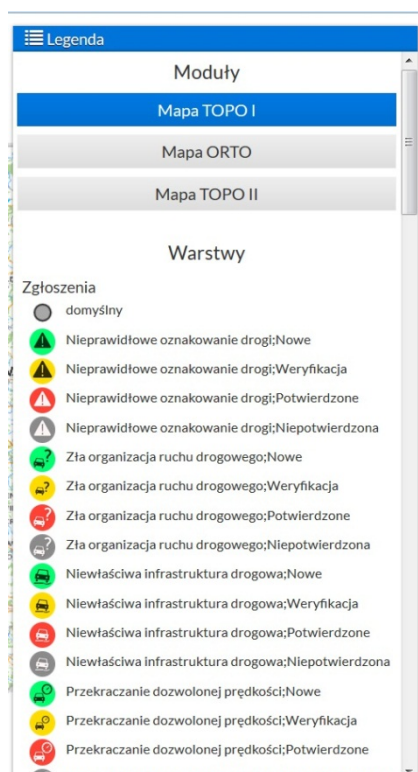 Legenda
Moduły
Mapa TOPO I
Mapa ORTO
Mapa TOPO II
Warstwy
Zgłoszenia
domyślny
Nieprawidłowe oznakowanie drogi;Nowe
Nieprawidłowe oznakowanie drogi;Weryfikacja
Nieprawidłowe oznakowanie drogi;Potwierdzone
Nieprawidłowe oznakowanie drogi;Niepotwierdzona
Zła organizacja ruchu drogowego;Nowe
Zła organizacja ruchu drogowego;Weryfikacja
Zła organizacja ruchu drogowego;Potwierdzone
Zła organizacja ruchu drogowego;Niepotwierdzona
Niewłaściwa infrastruktura drogowa;Nowe
Niewłaściwa infrastruktura drogowa;Weryfikacja
Niewłaściwa infrastruktura drogowa;Potwierdzone
Niewłaściwa infrastruktura drogowa;Niepotwierdzona
Przekraczanie dozwolonej prędkości;Nowe
Przekraczanie dozwolonej prędkości;Weryfikacja
Przekraczanie dozwolonej prędkości;Potwierdzone